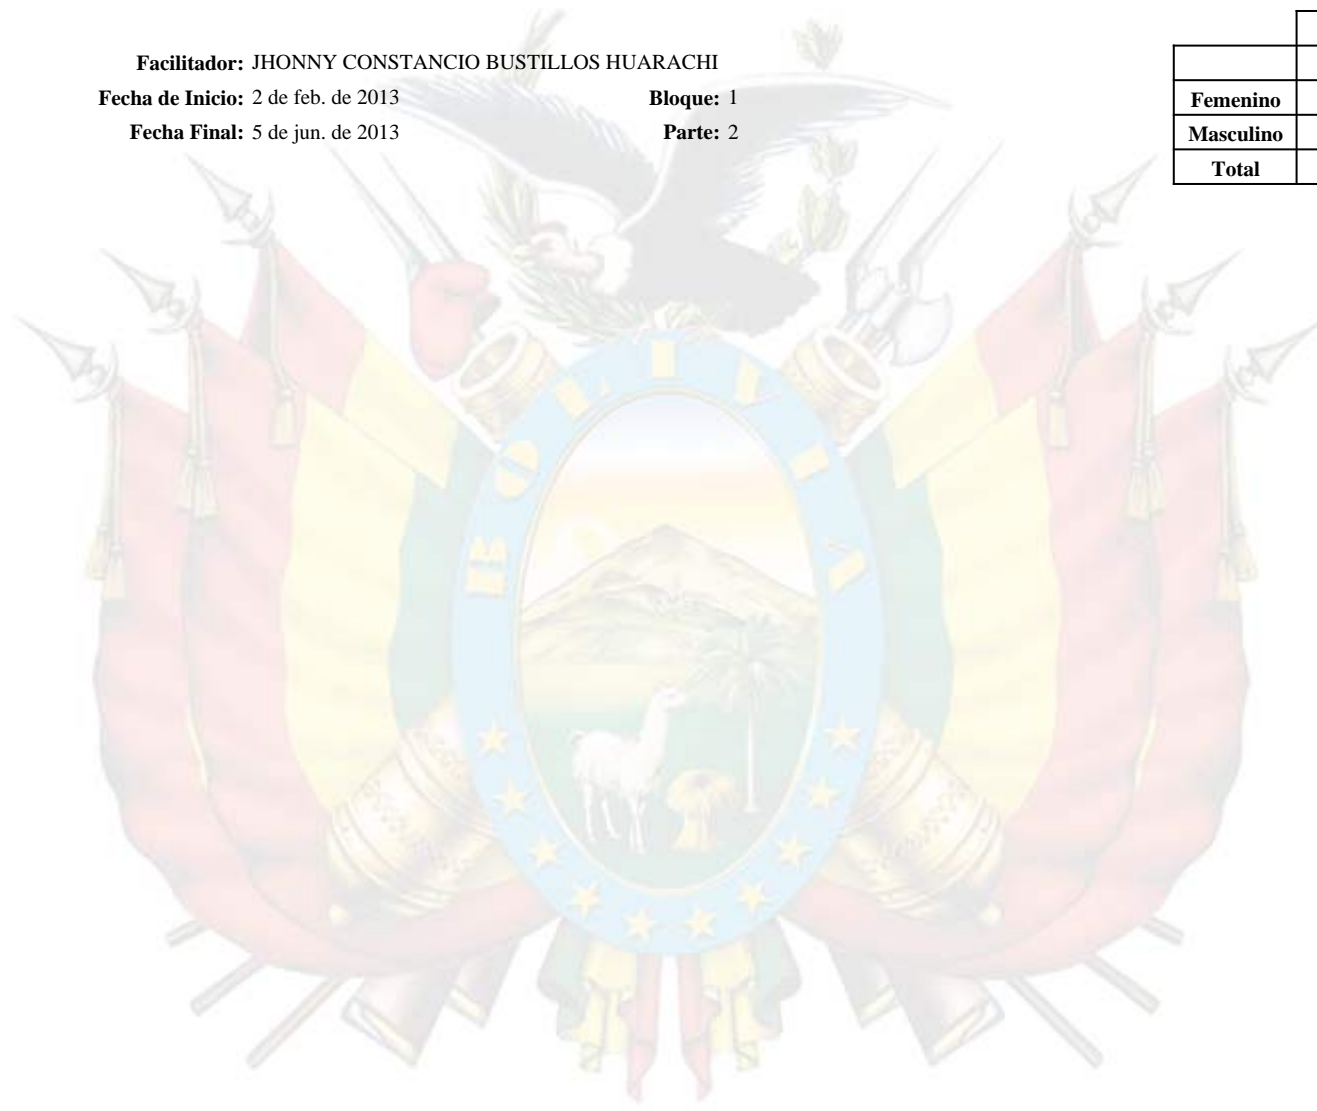 Facilitador: JHONNY CONSTANCIO BUSTILLOS HUARACHI
Fecha de Inicio: 2 de feb. de 2013 Bloque: 1
Fecha Final: 5 de jun. de 2013 Parte: 2
Femenino
Masculino
Total
BOLIVIA